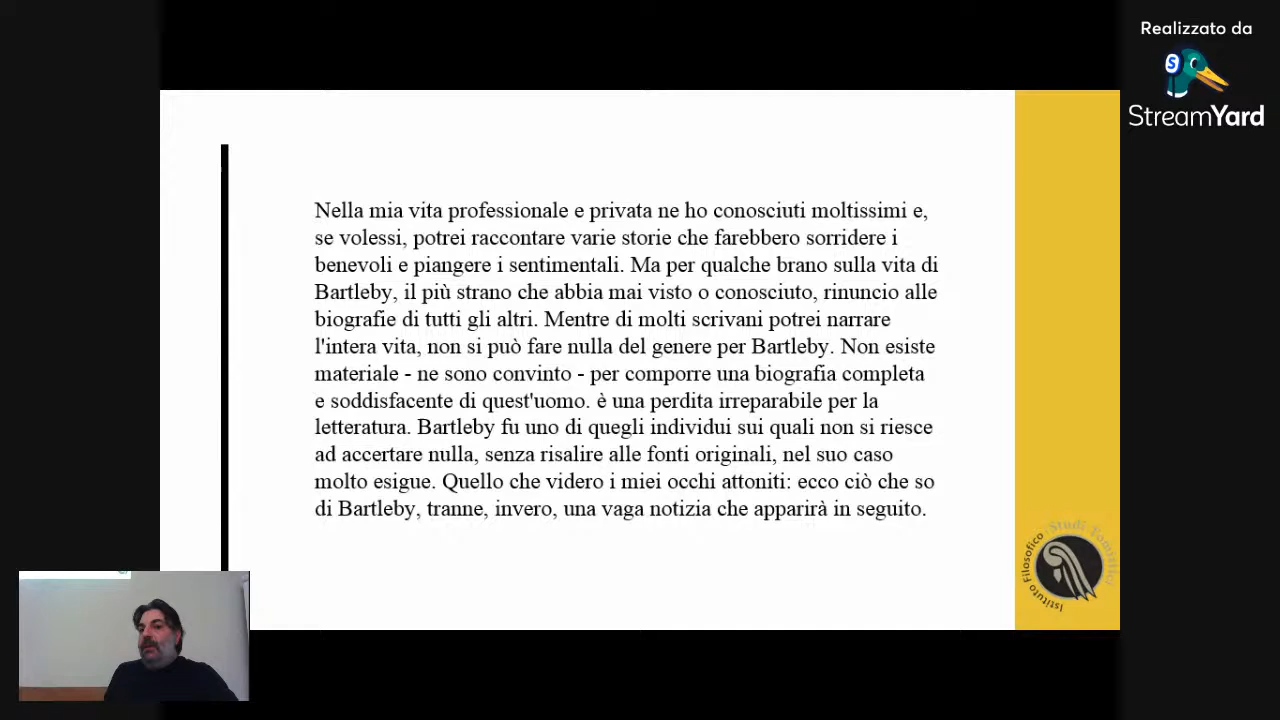 Realizzato da
S
StreamYard
Nella mia vita professionale e privata ne ho conosciuti moltissimi e,
se volessi, potrei raccontare varie storie che farebbero sorridere i
benevoli e piangere i sentimentali. Ma per qualche brano sulla vita di
Bartleby, il più strano che abbia mai visto o conosciuto, rinuncio alle
biografie di tutti gli altri. Mentre di molti scrivani potrei narrare
l'intera vita, non si può fare nulla del genere per Bartleby. Non esiste
materiale - ne sono convinto - per comporre una biografia completa
e soddisfacente di quest'uomo. è una perdita irreparabile per la
letteratura. Bartleby fu uno di quegli individui sui quali non si riesce
ad accertare nulla, senza risalire alle fonti originali, nel suo caso
molto esigue. Quello che videro i miei occhi attoniti: ecco ciò che so
di Bartleby, tranne, invero, una vaga notizia che apparirà in seguito.
Istituto Filosofico Studi Tomistici